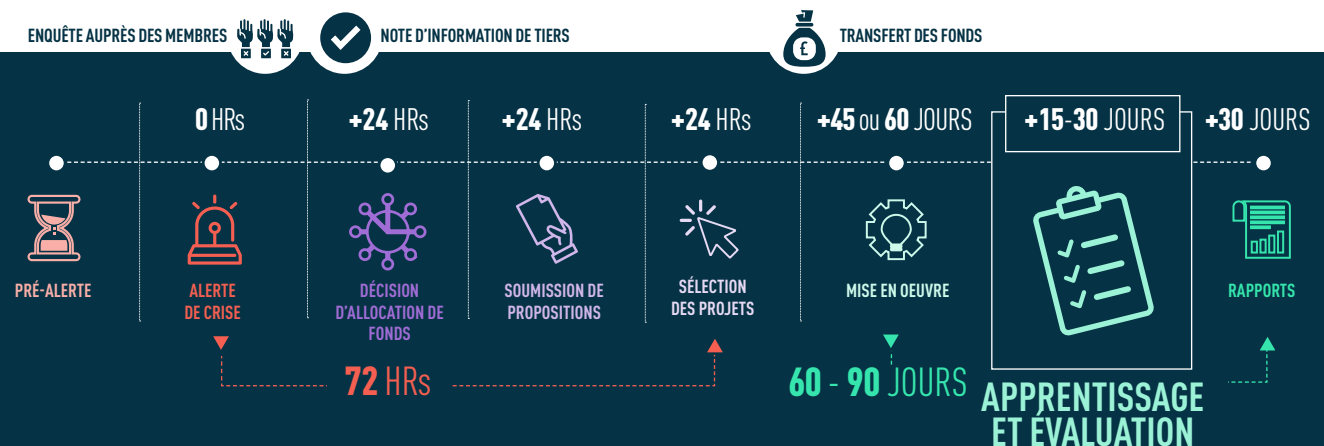 ENQUÊTE AUPRÈS DES MEMBRES
NOTE D'INFORMATION DE TIERS
£
TRANSFERT DES FONDS
0 HRs
+24 HRs
+24 HRs
+24 HRs
+45 ou 60 JOURS
+15-30 JOURS
+30 JOURS
PRÉ-ALERTE
ALERTE
DE CRISE
DÉCISION
D'ALLOCATION DE
FONDS
SOUMISSION DE
PROPOSITIONS
SÉLECTION
DES PROJETS
MISE EN OEUVRE
RAPPORTS
72 HRs
60 - 90 JOURS
APPRENTISSAGE
ET ÉVALUATION